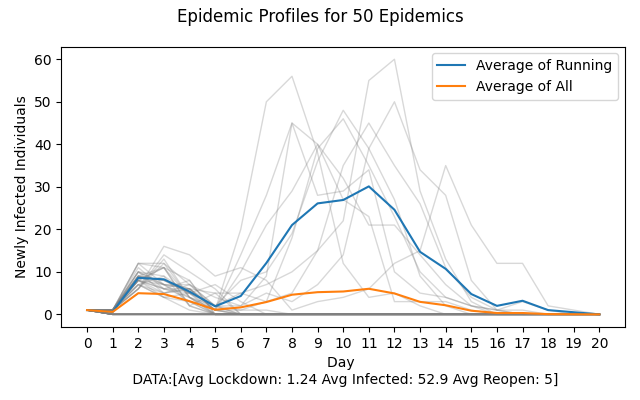 Epidemic Profiles for 50 Epidemics
Newly Infected Individuals
60
50
40
30
20
10
0
Average of Running
Average of All
0 1 2 3 4 5 6 7 8 9 10 11 12 13 14 15 16 17 18 19 20
Day
DATA:[Avg Lockdown: 1.24 Avg Infected: 52.9 Avg Reopen: 5]